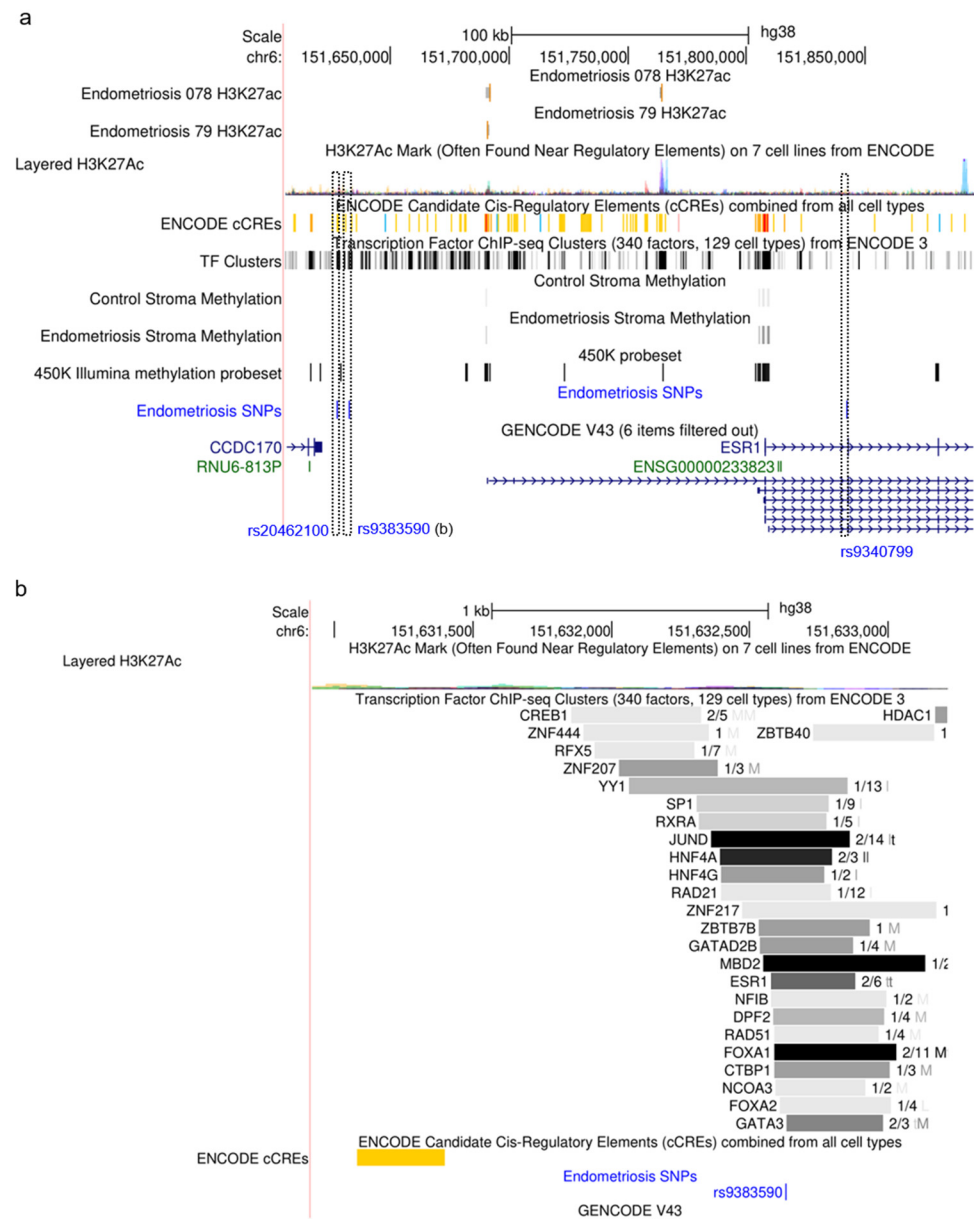 a
Scale 100 kb hg38
chr6: 151,650,000 151,700,000 151,750,000 151,800,000 151,850,000
Endometriosis 078 H3K27ac
Endometriosis 078 H3K27ac
Endometriosis 79 H3K27ac
Endometriosis 79 H3K27ac
H3K27Ac Mark (Often Found Near Regulatory Elements) on 7 cell lines from ENCODE
Layered H3K27Ac
ENCODE Candidate Cis-Regulatory Elements (cCREs) combined from all cell types
ENCODE cCREs
Transcription Factor ChIP-seq Clusters (340 factors, 129 cell types) from ENCODE 3
TF Clusters
Control Stroma Methylation
Control Stroma Methylation
Endometriosis Stroma Methylation
Endometriosis Stroma Methylation
450K probeset
450K Illumina methylation probeset
Endometriosis SNPs
Endometriosis SNPs
GENCODE V43 (6 items filtered out)
CCDC170 ESR1
RNU6-813P ENSG00000233823
rs20462100 rs9383590 (b)
rs9340799
b
Scale 1 kb hg38
chr6: 151,631,500 151,632,000 151,632,500 151,633,000
H3K27Ac Mark (Often Found Near Regulatory Elements) on 7 cell lines from ENCODE
Layered H3K27Ac
Transcription Factor ChIP-seq Clusters (340 factors, 129 cell types) from ENCODE 3
CREB1 2/5 MM HDAC1
ZNF444 1 M ZBTB40 1
RFX5 1/7 M
ZNF207 1/3 M
YY1 1/13 l
SP1 1/9 l
RXRA 1/5 l
JUND 2/14 lt
HNF4A 2/3 ll
HNF4G 1/2 l
RAD21 1/12 l
ZNF217 1
ZBTB7B 1 M
GATAD2B 1/4 M
MBD2 1/2
ESR1 2/6 tt
NFIB 1/2 M
DPF2 1/4 M
RAD51 1/4 M
FOXA1 2/11 M
CTBP1 1/3 M
NCOA3 1/2 M
FOXA2 1/4 L
GATA3 2/3 tM
ENCODE Candidate Cis-Regulatory Elements (cCREs) combined from all cell types
ENCODE cCREs
Endometriosis SNPs
rs9383590
GENCODE V43